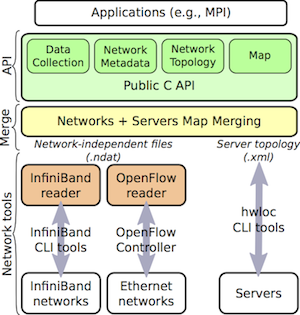 Applications (e.g., MPI)
API
Data
Collection
Network
Metadata
Network
Topology
Map
Public C API
Merge
Networks + Servers Map Merging
Network-independent files
(.ndat)
Server topology
(.xml)
Network tools
InfiniBand
reader
OpenFlow
reader
InfiniBand
CLI tools
OpenFlow
Controller
hwloc
CLI tools
InfiniBand
networks
Ethernet
networks
Servers